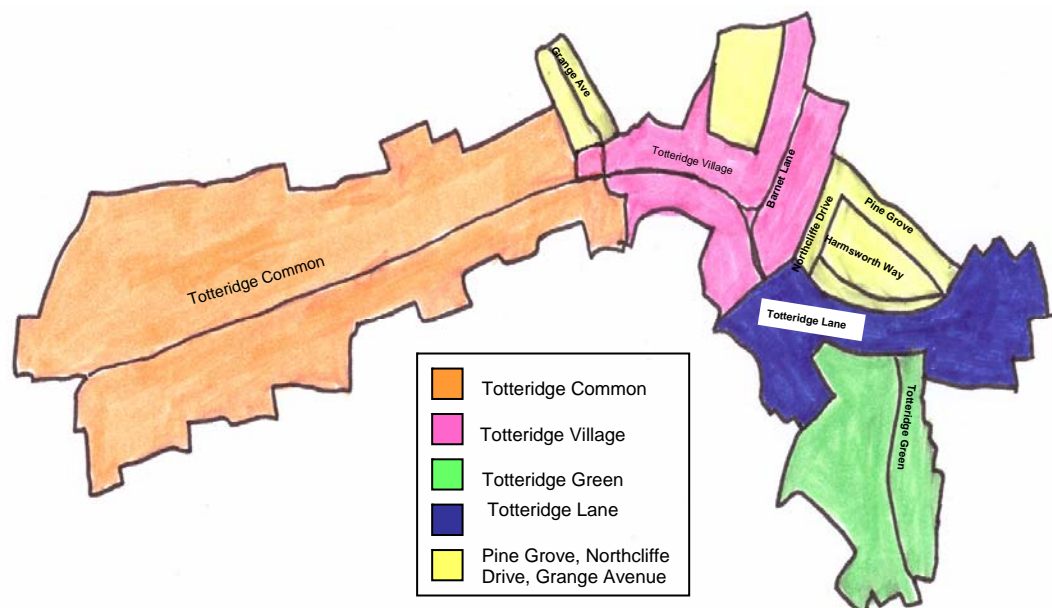 Grange Ave
Totteridge Village
Barnet Lane
Pine Grove
Northcliffe Drive
Harmsworth Way
Totteridge Common
Totteridge Lane
Totteridge Green
Totteridge Common
Totteridge Village
Totteridge Green
Totteridge Lane
Pine Grove, Northcliffe
Drive, Grange Avenue